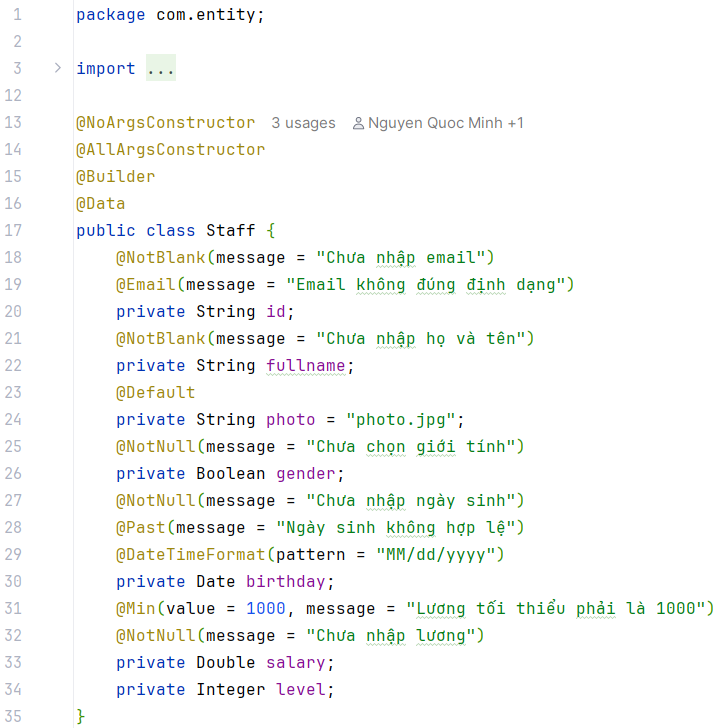 1 package com.entity;
2
3 import ...
12
13 @NoArgsConstructor 3 usages Nguyen Quoc Minh +1
14 @AllArgsConstructor
15 @Builder
16 @Data
17 public class Staff {
18 @NotBlank(message = "Chưa nhập email")
19 @Email(message = "Email không đúng định dạng")
20 private String id;
21 @NotBlank(message = "Chưa nhập họ và tên")
22 private String fullname;
23 @Default
24 private String photo = "photo.jpg";
25 @NotNull(message = "Chưa chọn giới tính")
26 private Boolean gender;
27 @NotNull(message = "Chưa nhập ngày sinh")
28 @Past(message = "Ngày sinh không hợp lệ")
29 @DateTimeFormat(pattern = "MM/dd/yyyy")
30 private Date birthday;
31 @Min(value = 1000, message = "Lương tối thiểu phải là 1000")
32 @NotNull(message = "Chưa nhập lương")
33 private Double salary;
34 private Integer level;
35 }